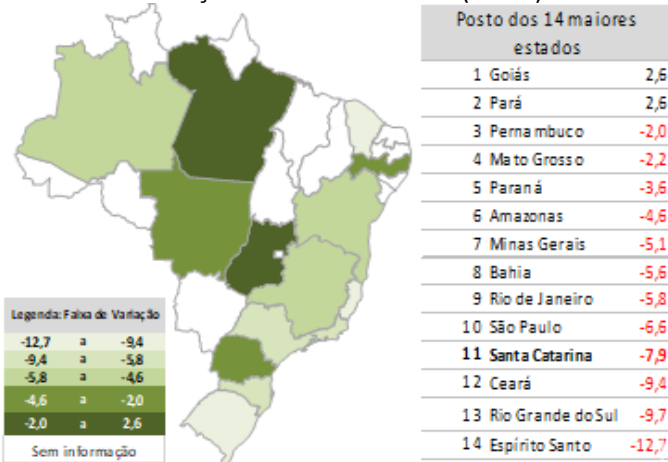 Posto dos 14 maiores
estados
1 Goiás 2,6
2 Pará 2,6
3 Pernambuco -2,0
4 Mato Grosso -2,2
5 Paraná -3,6
6 Amazonas -4,6
7 Minas Gerais -5,1
8 Bahia -5,6
9 Rio de Janeiro -5,8
10 São Paulo -6,6
11 Santa Catarina -7,9
12 Ceará -9,4
13 Rio Grande do Sul -9,7
14 Espírito Santo -12,7
Legenda: Faixa de Variação
-12,7 a -9,4
-9,4 a -5,8
-5,8 a -4,6
-4,6 a -2,0
-2,0 a 2,6
Sem informação